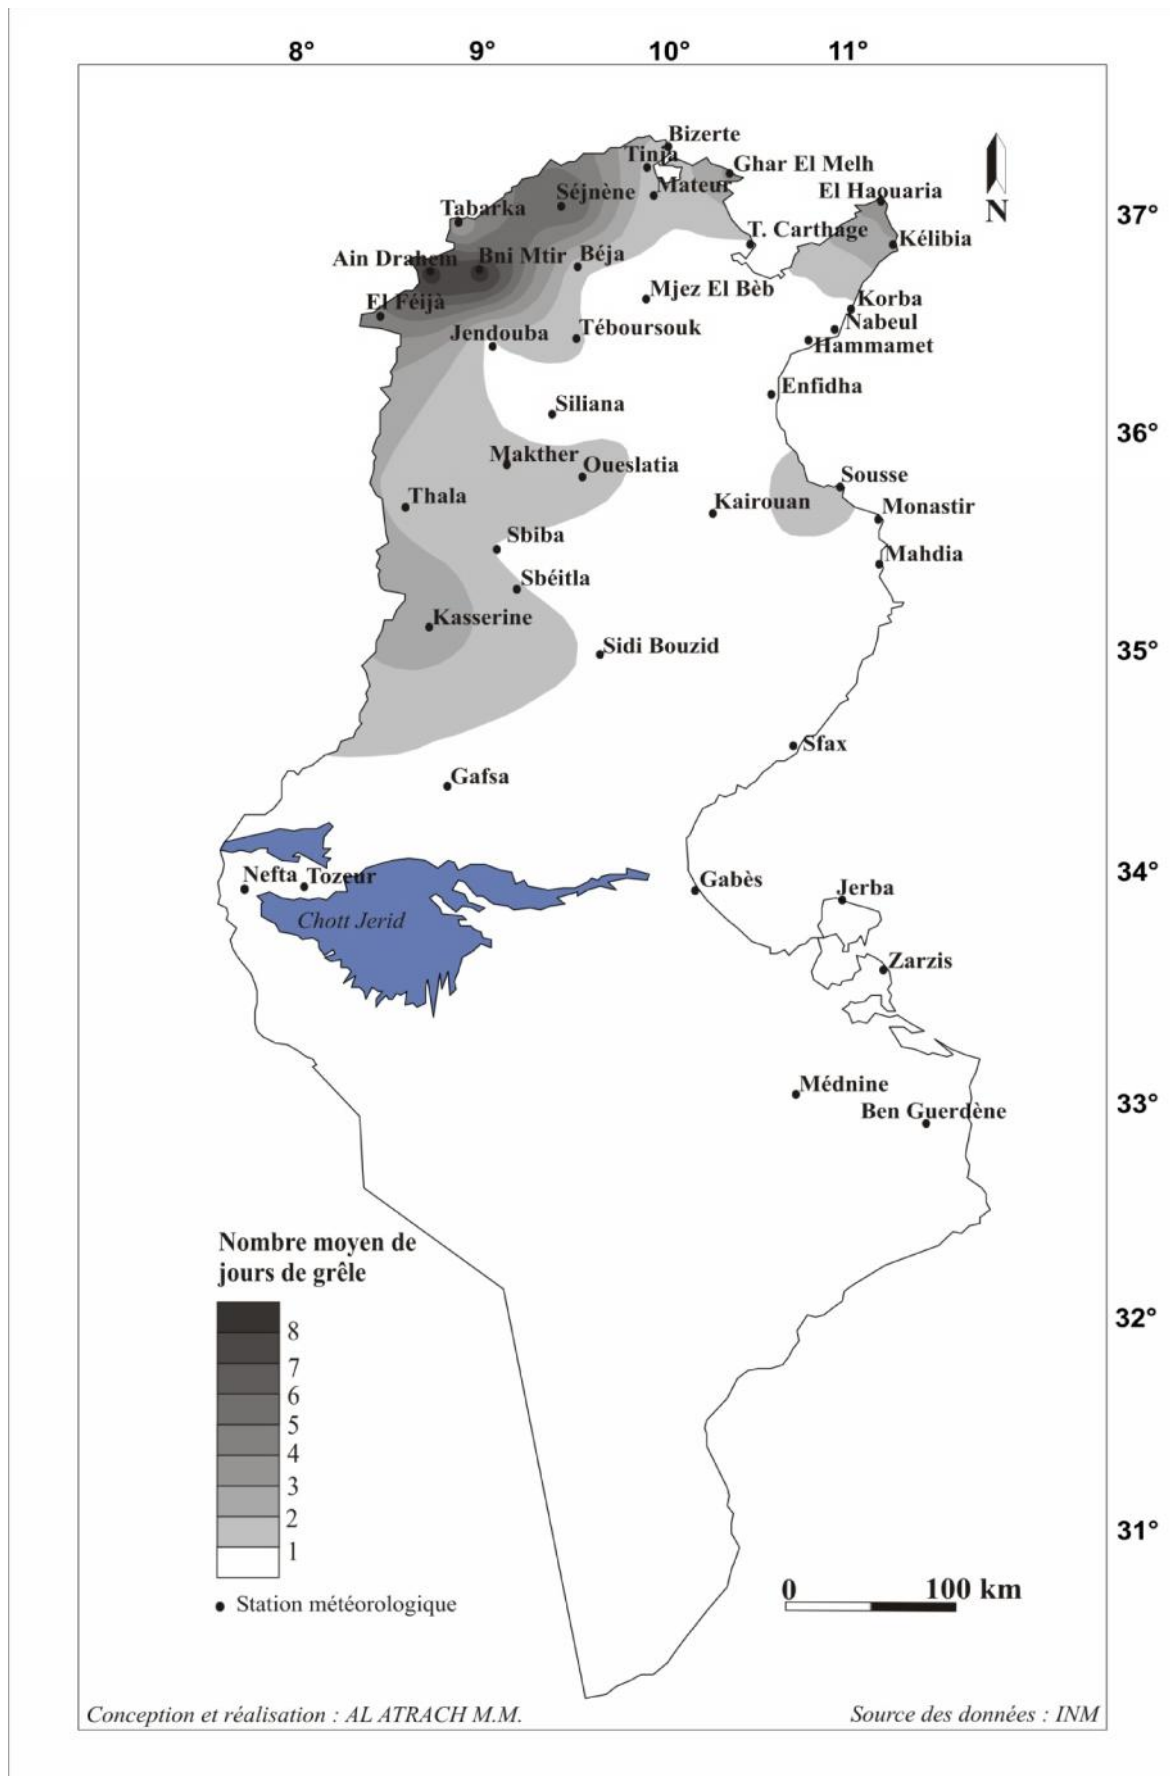 8° 9° 10° 11°
Bizerte
Tinja
Ghar El Melh
Séjnène
Mateur
El Haouaria
N
Tabarka
37°
T. Carthage
Kélibia
Ain Drahem
Bni Mtir
Béja
Mjez El Bèb
El Féijà
Korba
Nabeul
Jendouba
Téboursouk
Hammamet
Enfidha
Siliana
36°
Makther
Oueslatia
Sousse
Thala
Kairouan
Monastir
Sbiba
Mahdia
Sbéitla
Kasserine
Sidi Bouzid
35°
Sfax
Gafsa
34°
Nefta
Tozeur
Gabès
Jerba
Chott Jerid
Zarzis
Médnine
33°
Ben Guerdène
Nombre moyen de
jours de grêle
32°
8
7
6
5
4
3
2
1
31°
Station météorologique
0 100 km
Conception et réalisation : AL ATRACH M.M.
Source des données : INM